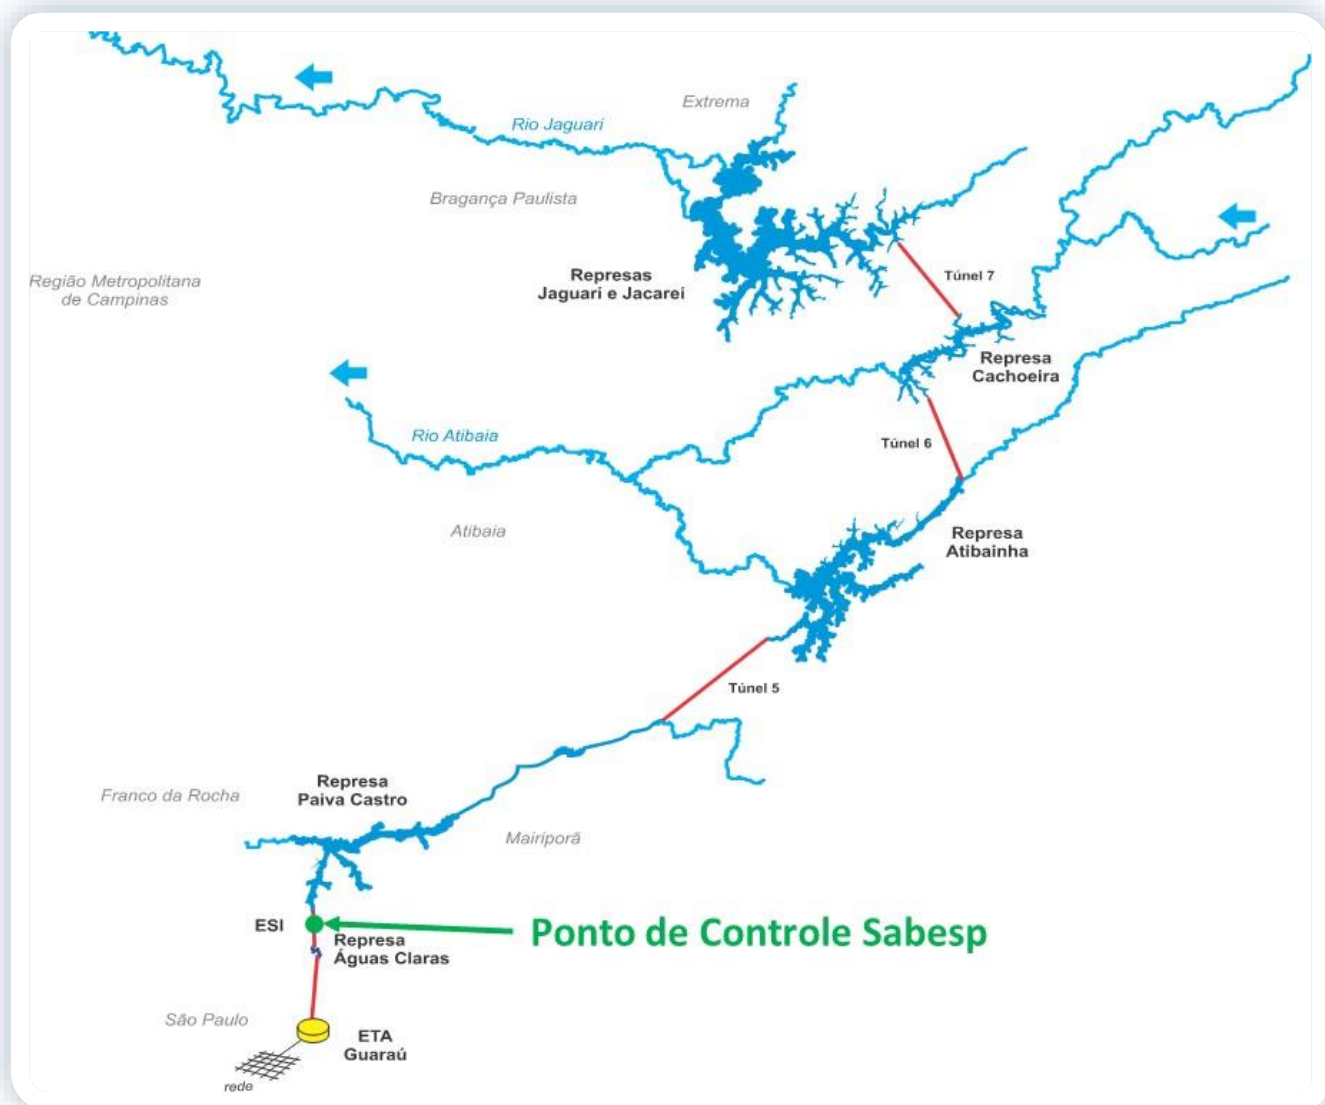 Extrema
Rio Jaguari
Bragança Paulista
Represas
Jaguari e Jacarei
Túnel 7
Região Metropolitana
de Campinas
Represa
Cachoeira
Rio Atibaia
Túnel 6
Atibaia
Represa
Atibainha
Túnel 5
Represa
Paiva Castro
Franco da Rocha
Mairiporã
ESI
Ponto de Controle Sabesp
Represa
Águas Claras
São Paulo
ETA
Guaraú
rede